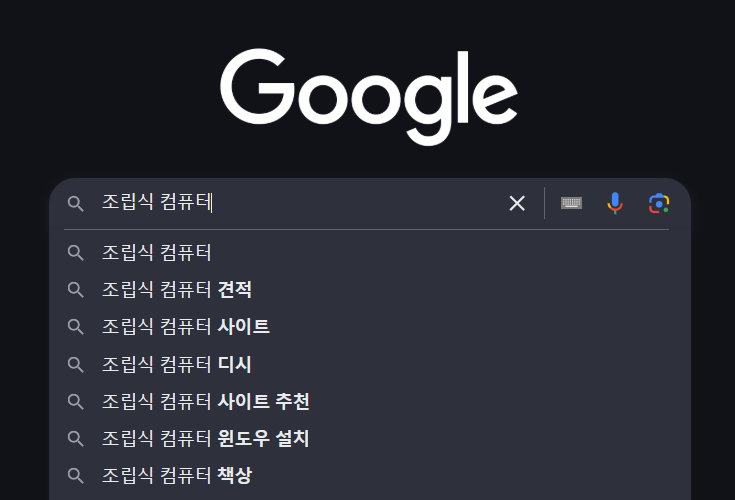 Google
조립식 컴퓨터
조립식 컴퓨터
조립식 컴퓨터 견적
조립식 컴퓨터 사이트
조립식 컴퓨터 디시
조립식 컴퓨터 사이트 추천
조립식 컴퓨터 윈도우 설치
조립식 컴퓨터 책상